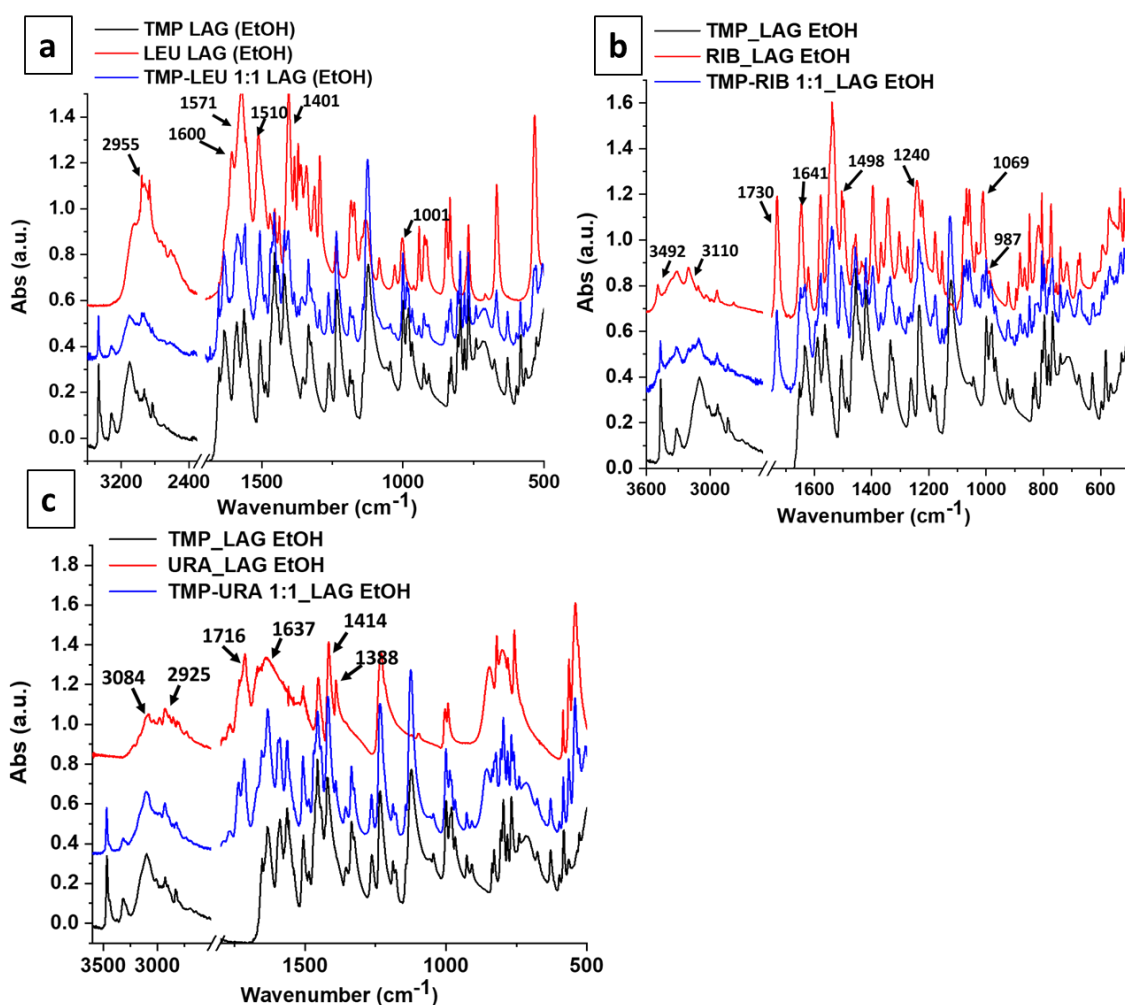 a
TMP LAG (EtOH)
LEU LAG (EtOH)
TMP-LEU 1:1 LAG (EtOH)
1571
1401
1510
2955
1600
1001
1.4
1.2
1.0
0.8
0.6
0.4
0.2
0.0
Abs (a.u.)
3200 2400 1500 1000 500
Wavenumber (cm-1)
b
TMP_LAG EtOH
RIB_LAG EtOH
TMP-RIB 1:1_LAG EtOH
1730
1641
1498
1240
1069
3492
3110
987
1.6
1.4
1.2
1.0
0.8
0.6
0.4
0.2
0.0
Abs (a.u.)
3600 3000 1600 1400 1200 1000 800 600
Wavenumber (cm-1)
c
TMP_LAG EtOH
URA_LAG EtOH
TMP-URA 1:1_LAG EtOH
1716
1637
1414
1388
3084
2925
1.8
1.6
1.4
1.2
1.0
0.8
0.6
0.4
0.2
0.0
Abs (a.u.)
3500 3000 1500 1000 500
Wavenumber (cm-1)